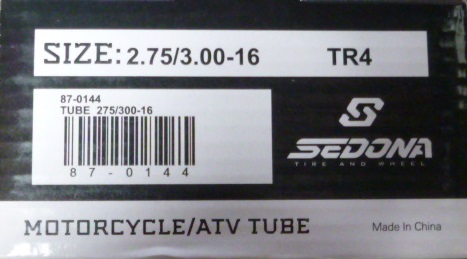 SIZE: 2.75/3.00-16 TR4
87-0144
TUBE 275/300-16
87-0144
S
SEDONA
TIRE AND WHEEL
MOTORCYCLE/ATV TUBE
Made In China